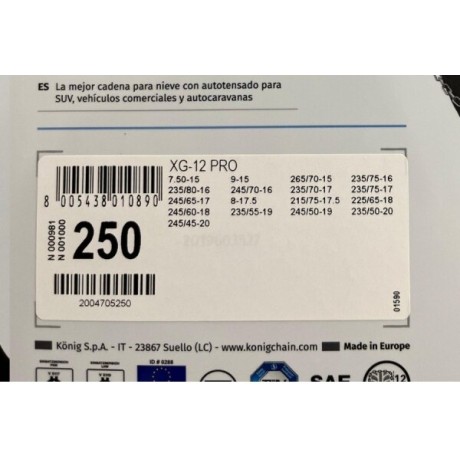 ES La mejor cadena para nieve con autotensado para
SUV, vehículos comerciales y autocaravanas
XG-12 PRO
7.50-15 9-15 265/70-15 235/75-16
235/80-16 245/70-16 235/70-17 235/75-17
245/65-17 8-17.5 215/75-17.5 225/65-18
245/60-18 235/55-19 245/50-19 235/50-20
245/45-20
8 005438 010890
N 000981
N 001000
250
2004705250
01590
König S.p.A. - IT - 23867 Suello (LC) - www.konigchain.com
Made in Europe
ID # 6266
SAE
12